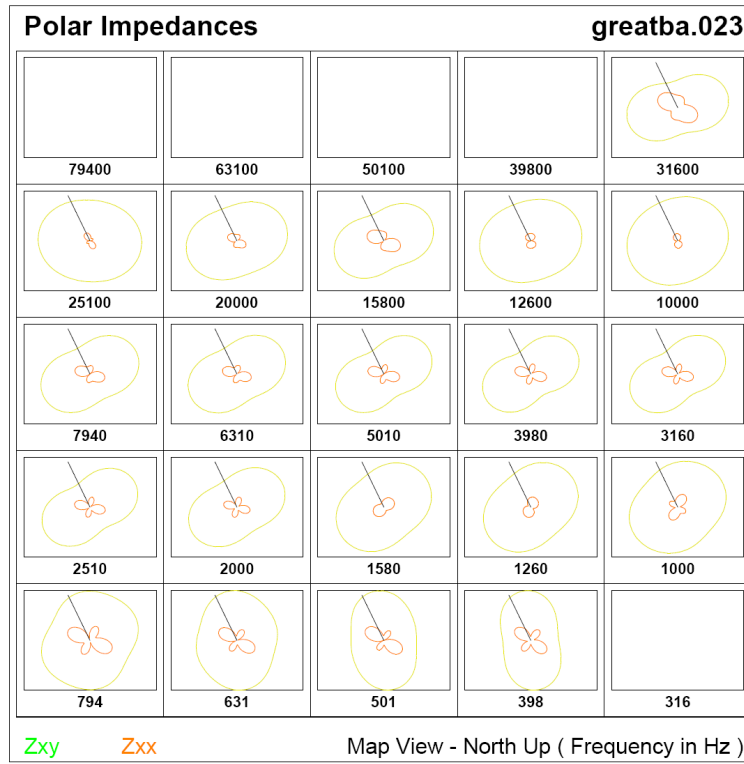 Polar Impedances greatba.023
79400 63100 50100 39800 31600
25100 20000 15800 12600 10000
7940 6310 5010 3980 3160
2510 2000 1580 1260 1000
794 631 501 398 316
Zxy Zxx Map View - North Up ( Frequency in Hz )